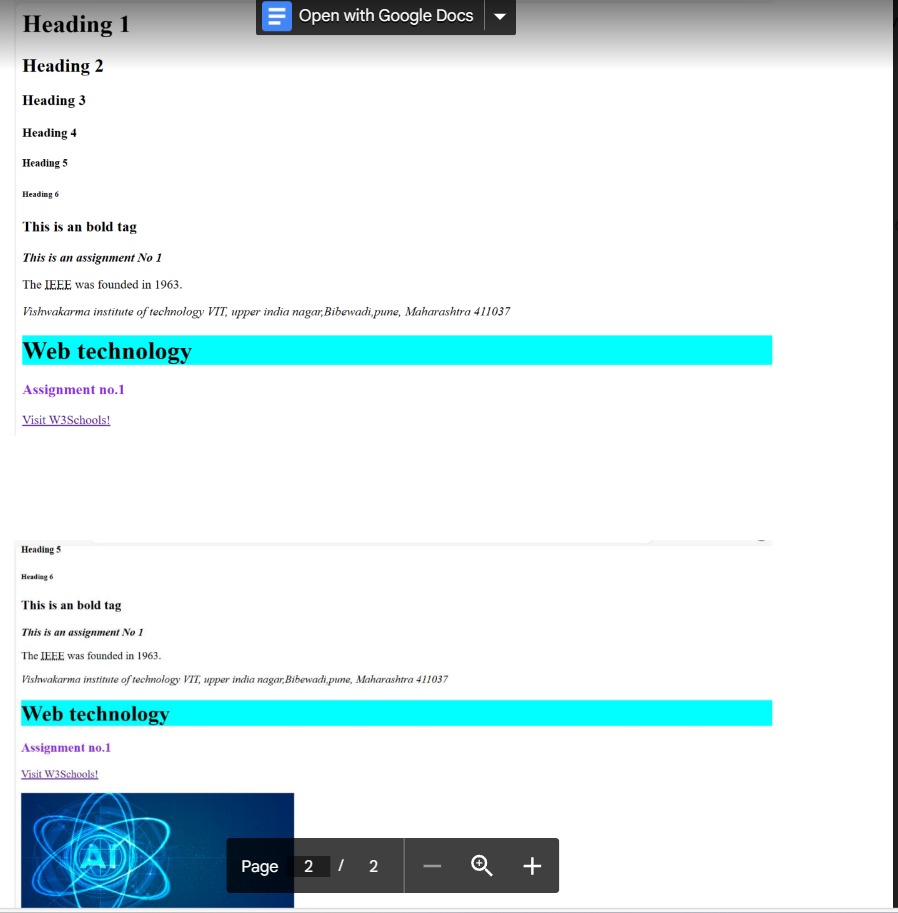 Open with Google Docs
Heading 1
Heading 2
Heading 3
Heading 4
Heading 5
Heading 6
This is an bold tag
This is an assignment No 1
The IEEE was founded in 1963.
Vishwakarma institute of technology VIT, upper india nagar,Bibewadi,pune, Maharashtra 411037
Web technology
Assignment no.1
Visit W3Schools!
Heading 5
Heading 6
This is an bold tag
This is an assignment No 1
The IEEE was founded in 1963.
Vishwakarma institute of technology VIT, upper india nagar,Bibewadi,pune, Maharashtra 411037
Web technology
Assignment no.1
Visit W3Schools!
AI
Page 2 / 2